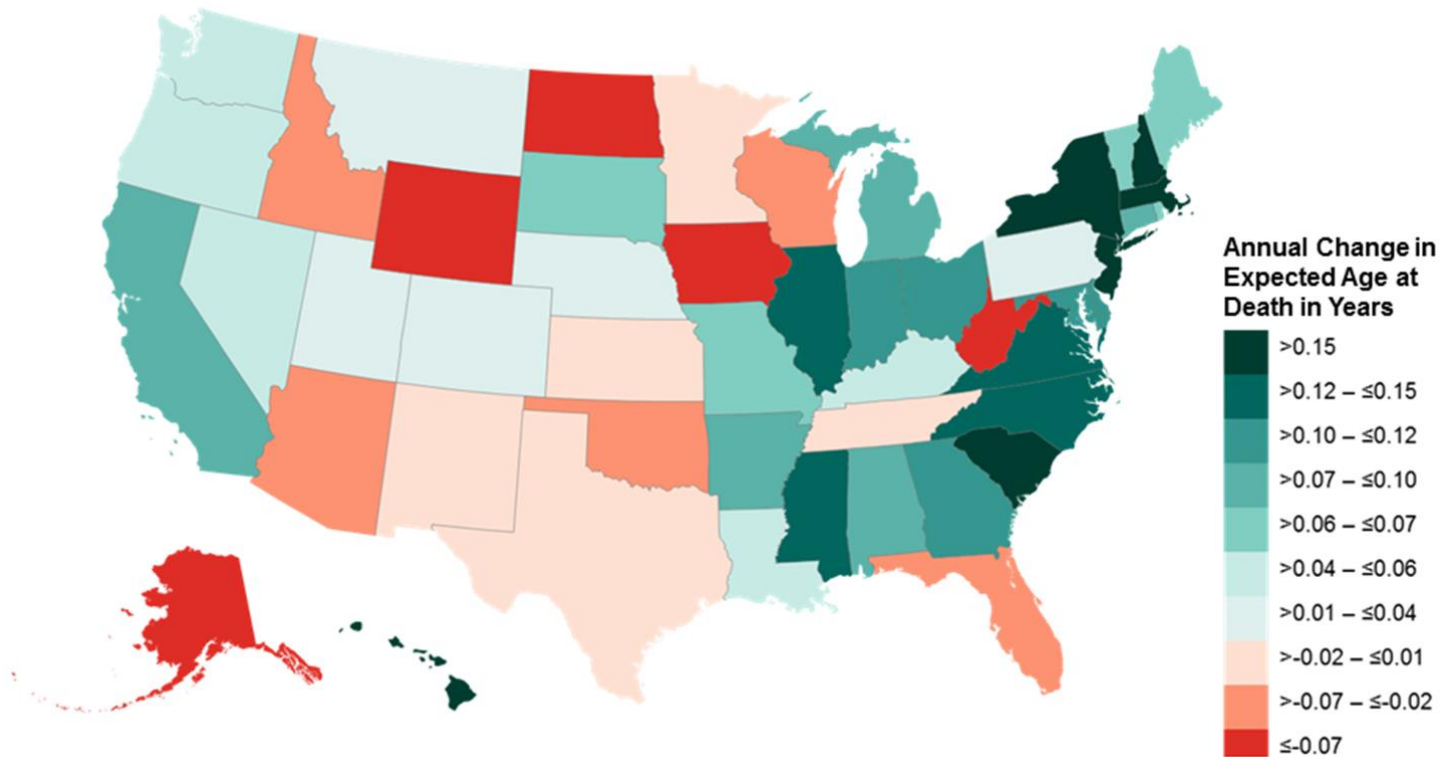 Annual Change in
Expected Age at
Death in Years
>0.15
>0.12 – ≤0.15
>0.10 – ≤0.12
>0.07 – ≤0.10
>0.06 – ≤0.07
>0.04 – ≤0.06
>0.01 – ≤0.04
>-0.02 – ≤0.01
>-0.07 – ≤-0.02
≤-0.07